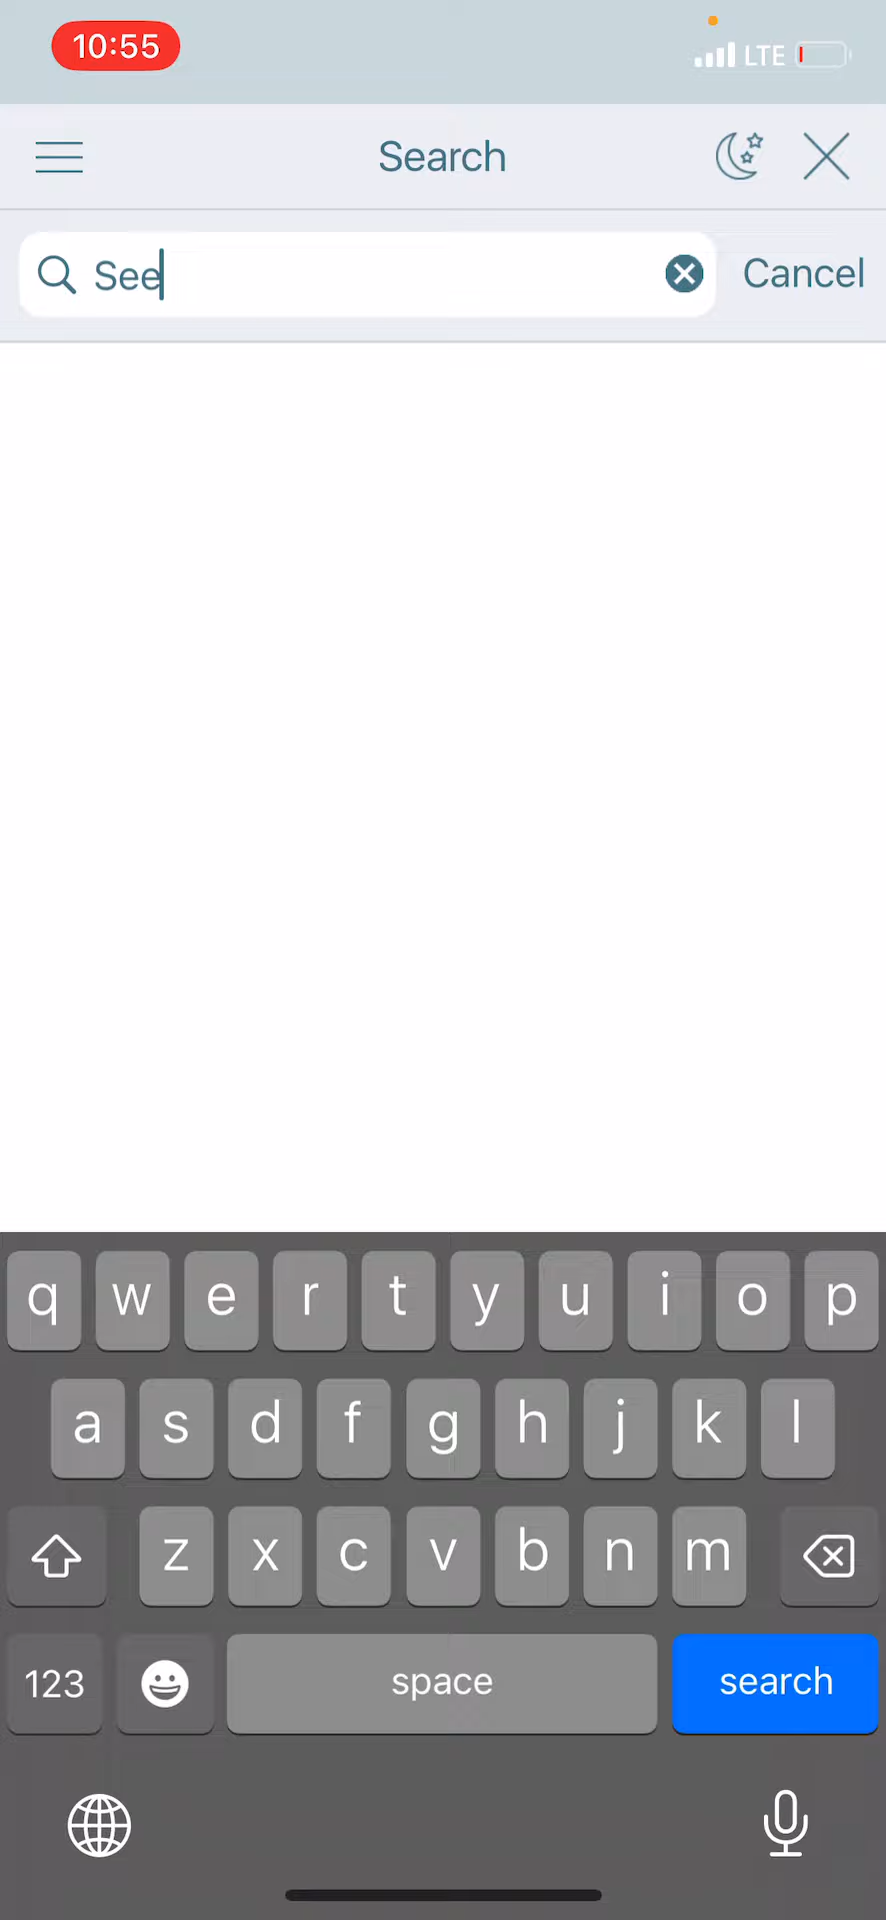 10:55
LTE
Search
See
Cancel
q w e r t y u i o p
a s d f g h j k l
z x c v b n m
123 space search